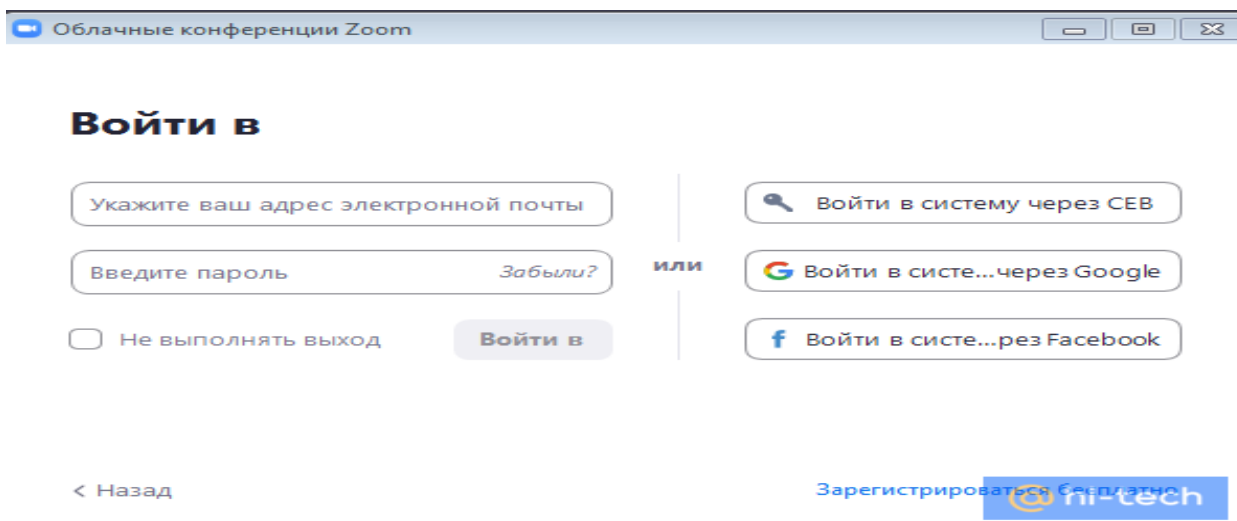 Облачные конференции Zoom
Войти в
Укажите ваш адрес электронной почты
Введите пароль
Забыли?
Не выполнять выход
Войти в
или
Войти в систему через СЕВ
Войти в систе...через Google
Войти в систе...рез Facebook
< Назад
Зарегистрироваться бесплатно
@hi-tech